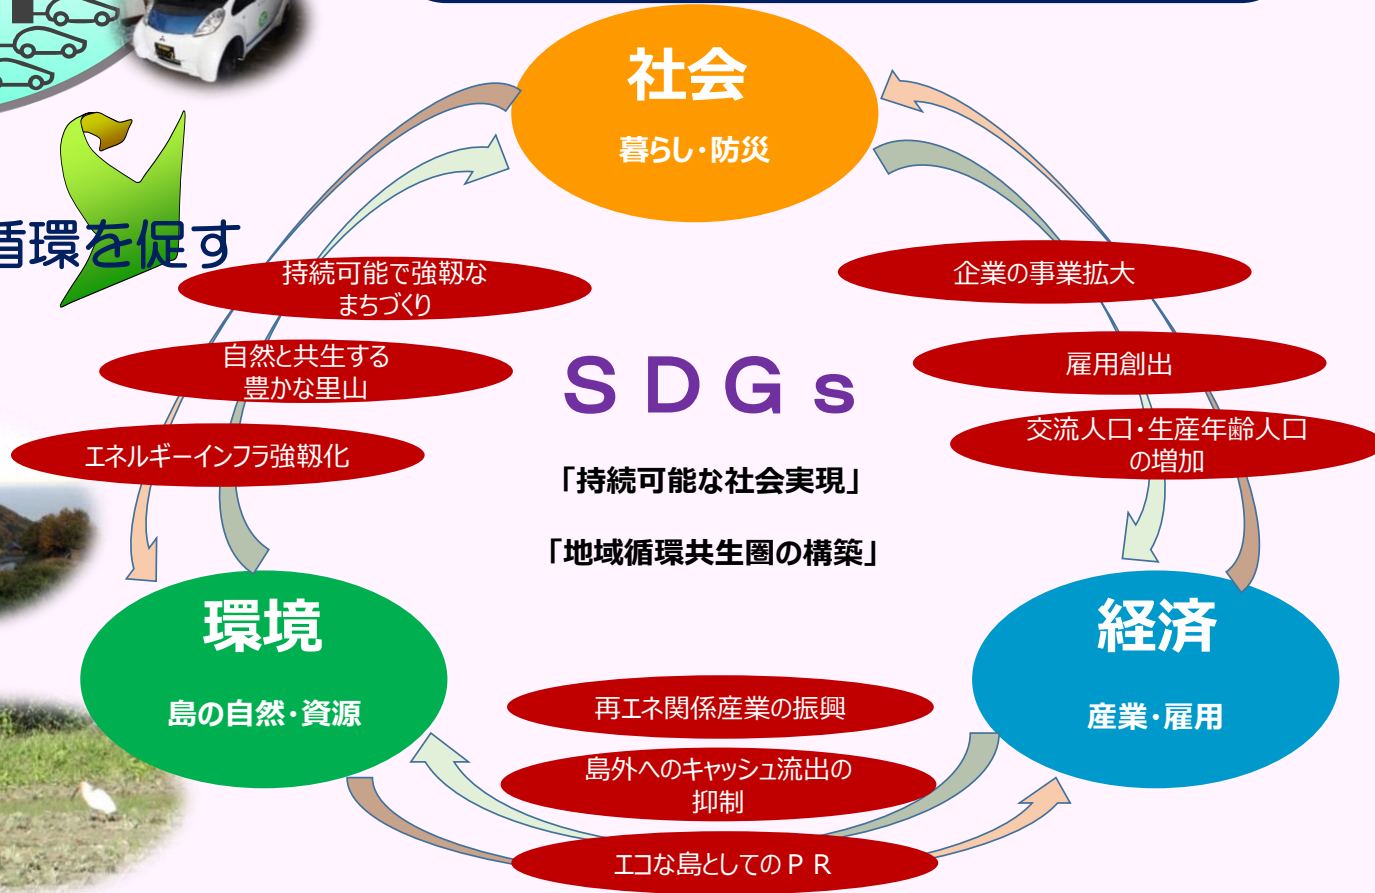 社会
暮らし・防災
循環を促す
持続可能で強靱な
まちづくり
自然と共生する
豊かな里山
エネルギーインフラ強靱化
企業の事業拡大
雇用創出
交流人口・生産年齢人口
の増加
ＳＤＧｓ
「持続可能な社会実現」
「地域循環共生圏の構築」
環境
島の自然・資源
経済
産業・雇用
再エネ関係産業の振興
島外へのキャッシュ流出の
抑制
エコな島としてのＰＲ